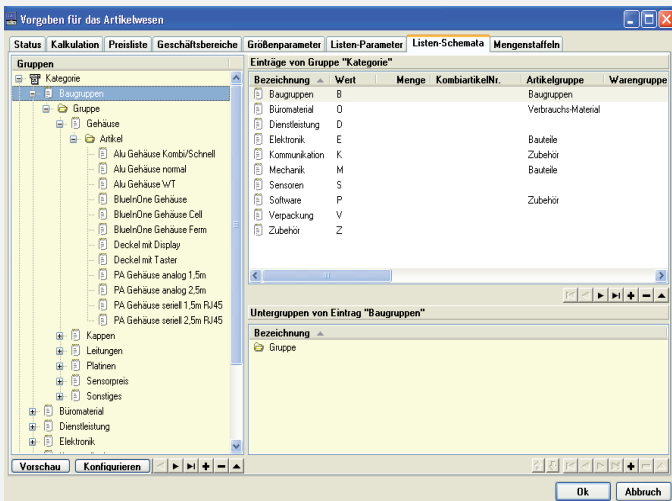 Vorgaben für das Artikelwesen
Status Kalkulation Preisliste Geschäftsbereiche Größenparameter Listen-Parameter Listen-Schemata Mengenstaffeln
Gruppen
Kategorie
Baugruppen
Gruppe
Gehäuse
Artikel
Alu Gehäuse Kombi/Schnell
Alu Gehäuse normal
Alu Gehäuse WT
BlueInOne Gehäuse
BlueInOne Gehäuse Cell
BlueInOne Gehäuse Ferm
Deckel mit Display
Deckel mit Taster
PA Gehäuse analog 1,5m
PA Gehäuse analog 2,5m
PA Gehäuse seriell 1,5m RJ45
PA Gehäuse seriell 2,5m RJ45
Kappen
Leitungen
Platinen
Sensorpreis
Sonstiges
Büromaterial
Dienstleistung
Elektronik
Vorschau Konfigurieren
Einträge von Gruppe "Kategorie"
Bezeichnung Wert Menge KombiartikelNr. Artikelgruppe Warengruppe
Baugruppen B Baugruppen
Büromaterial O Verbrauchs-Material
Dienstleistung D
Elektronik E Bauteile
Kommunikation K Zubehör
Mechanik M Bauteile
Sensoren S
Software P Zubehör
Verpackung V
Zubehör Z
Untergruppen von Eintrag "Baugruppen"
Bezeichnung
Gruppe
Ok Abbruch